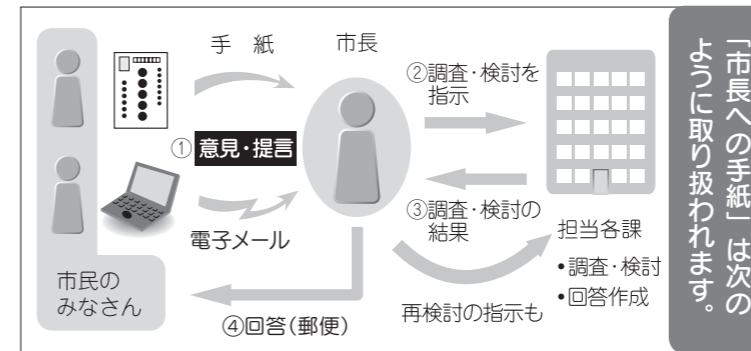 「市長への手紙」は次の
ように取り扱われます。
手　紙
市長
①意見・提言
電子メール
市民の
みなさん
②調査・検討を
指示
③調査・検討の
結果
担当各課
•調査・検討
•回答作成
再検討の指示も
④回答(郵便)